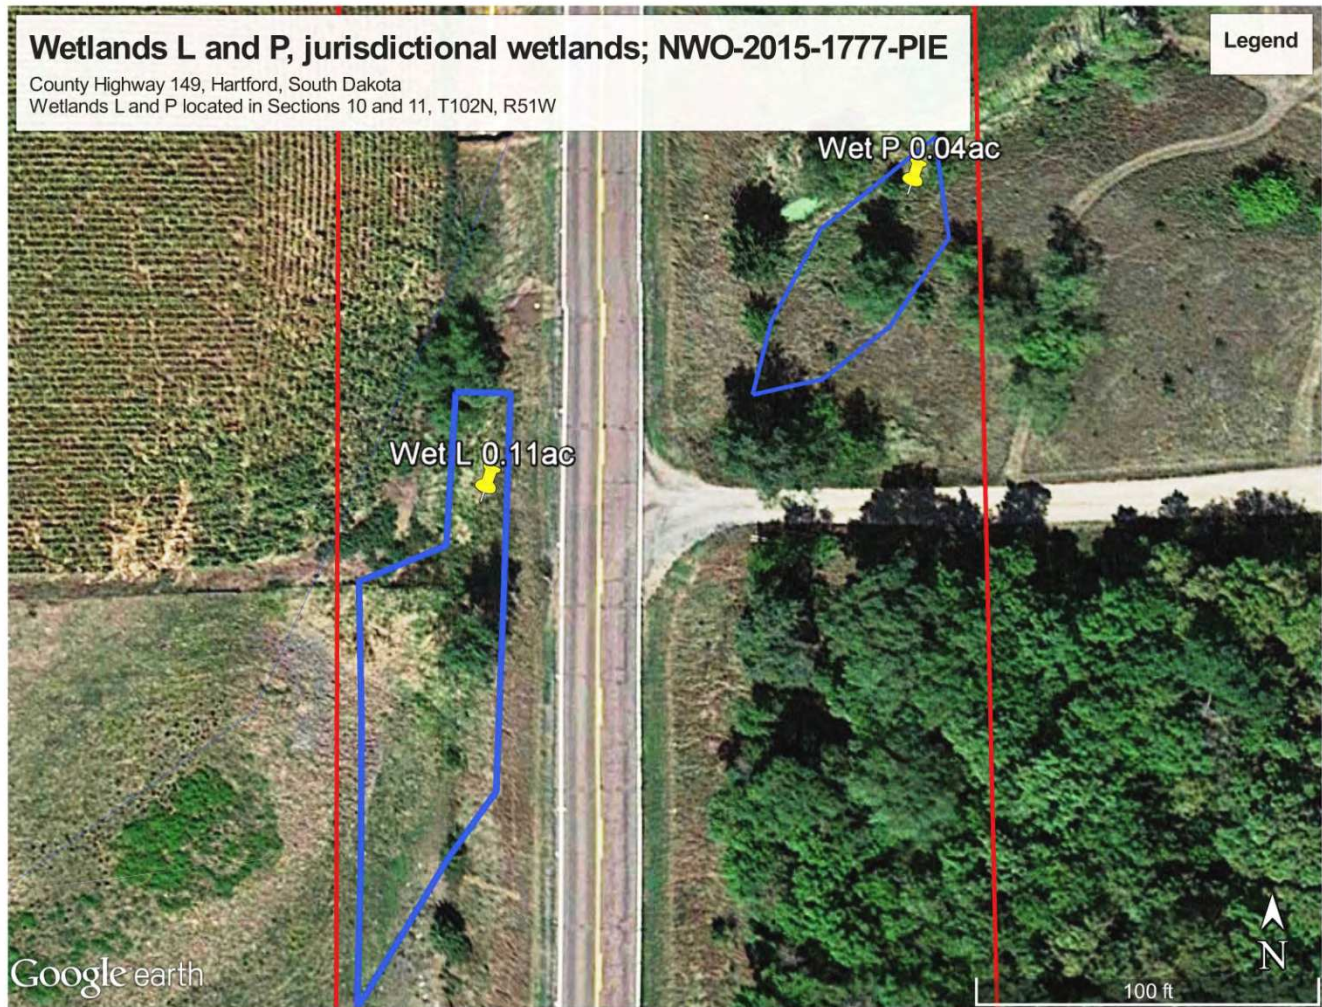 Wetlands L and P, jurisdictional wetlands; NWO-2015-1777-PIE
County Highway 149, Hartford, South Dakota
Wetlands L and P located in Sections 10 and 11, T102N, R51W
Legend
Wet P 0.04ac
Wet L 0.11ac
N
Google earth
100 ft